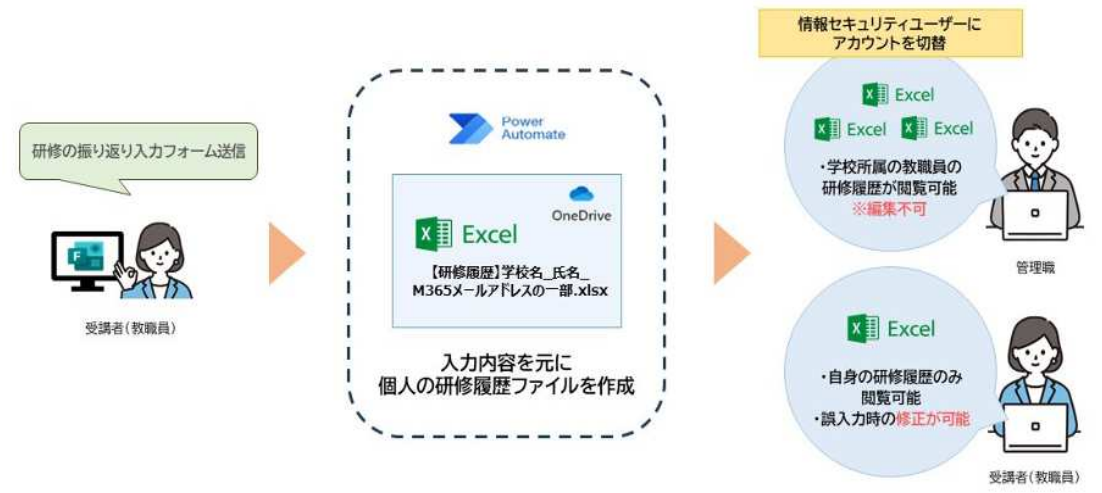 研修の振り返り入力フォーム送信
F
受講者(教職員)
Power
Automate
OneDrive
X Excel
【研修履歴】学校名_氏名_
M365メールアドレスの一部.xlsx
入力内容を元に
個人の研修履歴ファイルを作成
情報セキュリティユーザーに
アカウントを切替
X Excel
X Excel X Excel
・学校所属の教職員の
研修履歴が閲覧可能
※編集不可
管理職
X Excel
・自身の研修履歴のみ
閲覧可能
・誤入力時の修正が可能
受講者(教職員)